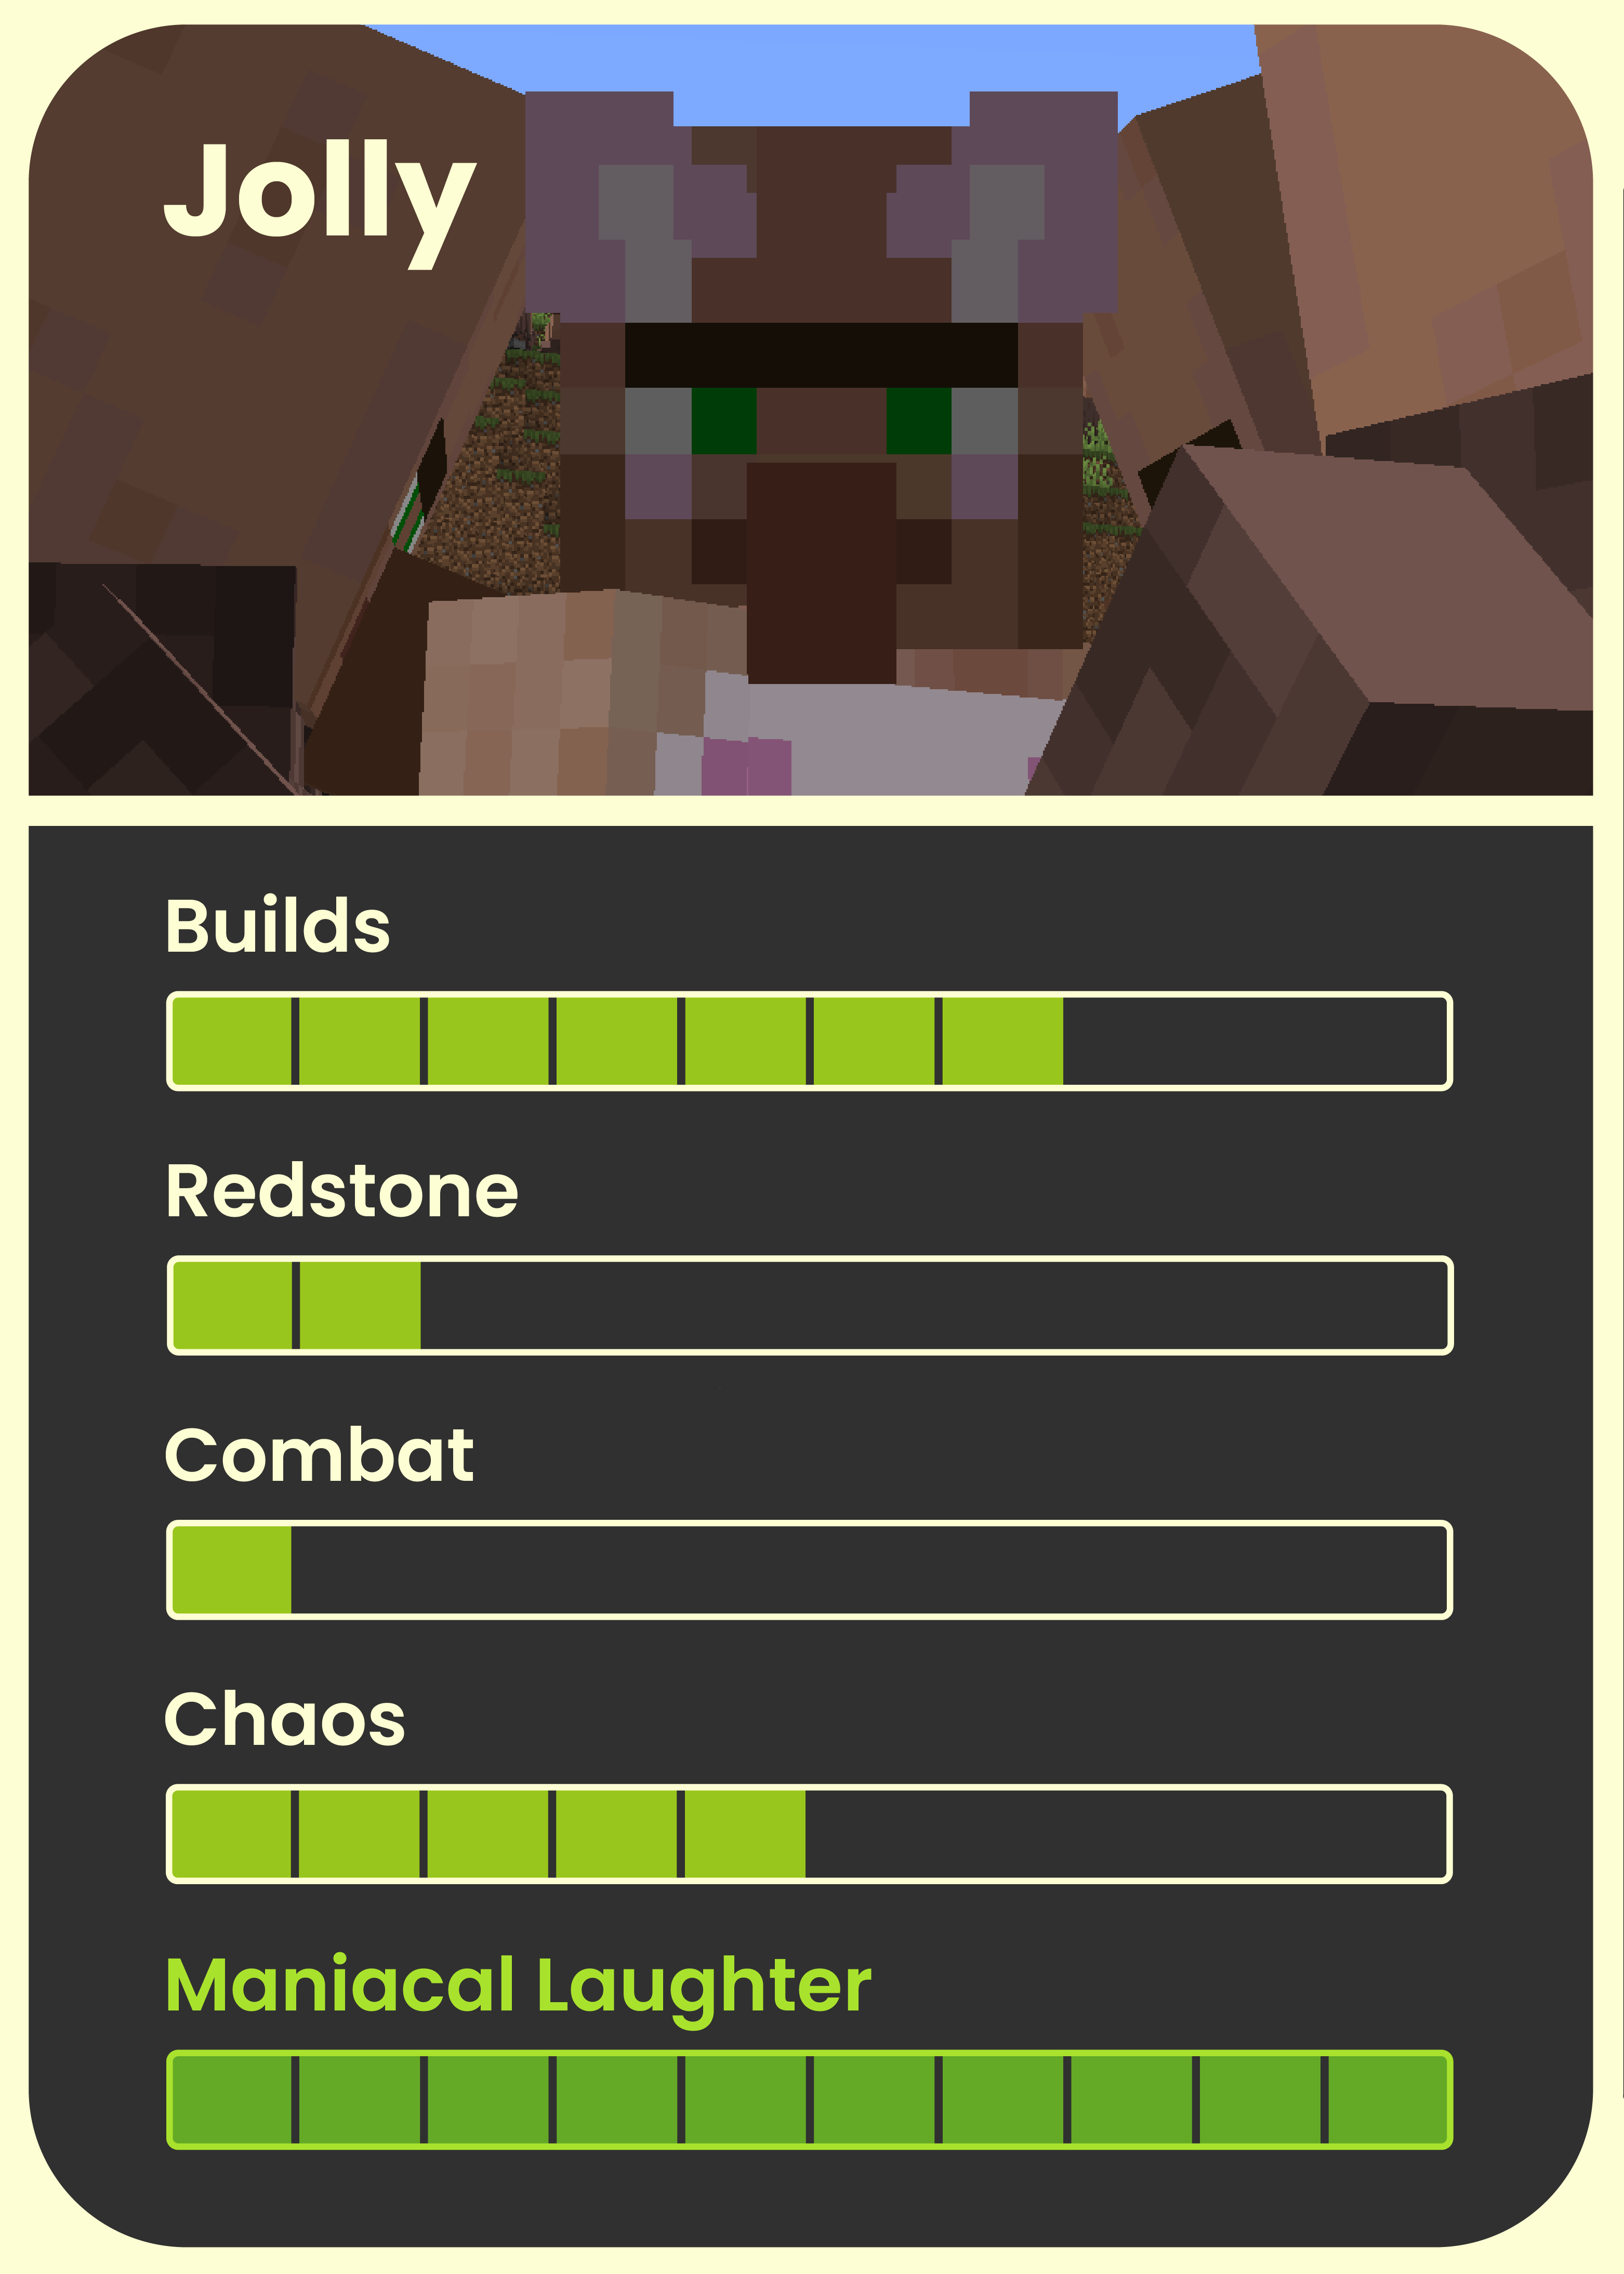 Jolly
Builds
Redstone
Combat
Chaos
Maniacal Laughter